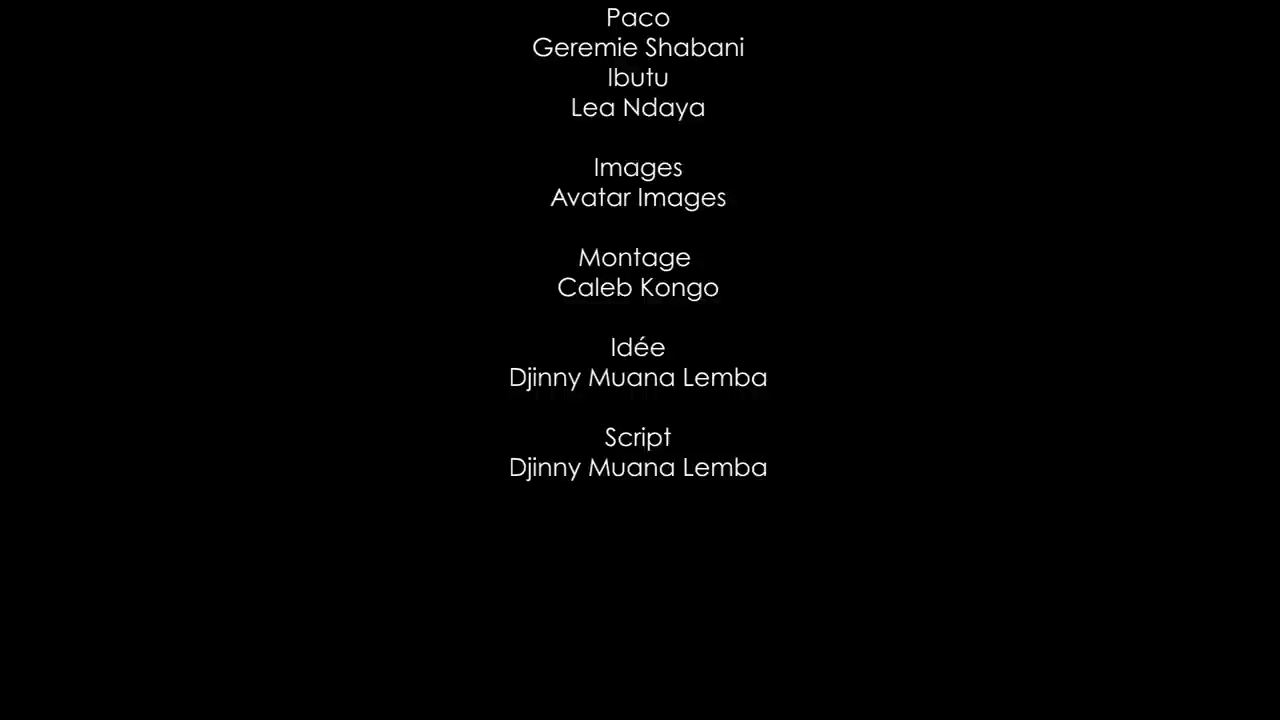 Paco
Geremie Shabani
Ibutu
Lea Ndaya
Images
Avatar Images
Montage
Caleb Kongo
Idée
Djinny Muana Lemba
Script
Djinny Muana Lemba